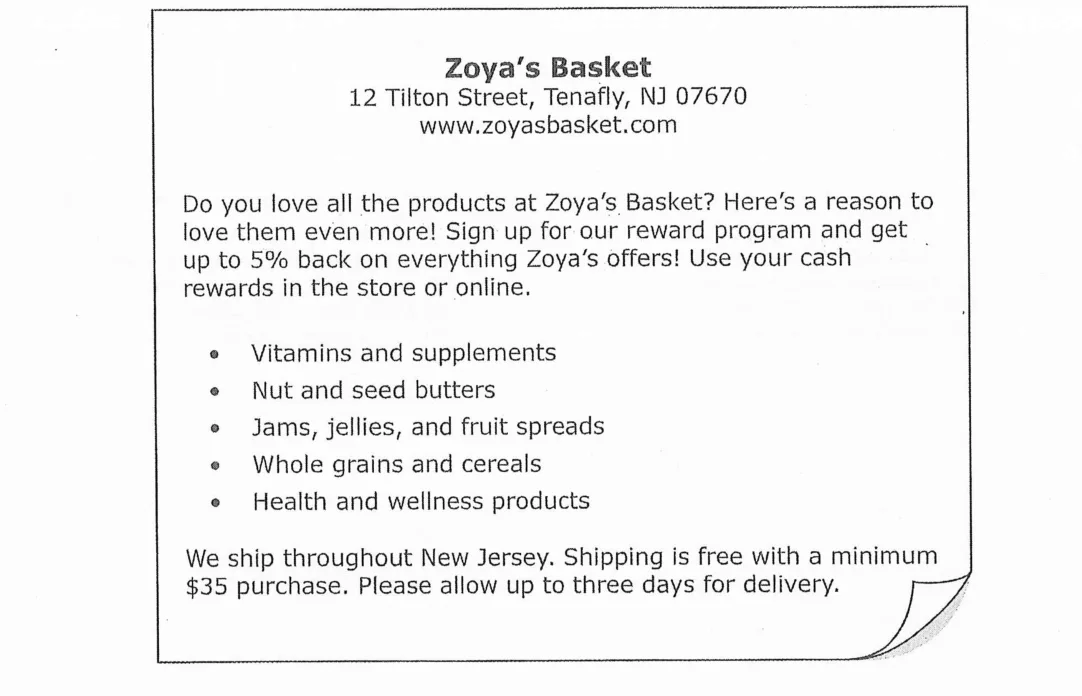 Zoya's Basket
12 Tilton Street, Tenafly, NJ 07670
www.zoyasbasket.com
Do you love all the products at Zoya's Basket? Here's a reason to
love them even more! Sign up for our reward program and get
up to 5% back on everything Zoya's offers! Use your cash
rewards in the store or online.
• Vitamins and supplements
• Nut and seed butters
• Jams, jellies, and fruit spreads
• Whole grains and cereals
• Health and wellness products
We ship throughout New Jersey. Shipping is free with a minimum
$35 purchase. Please allow up to three days for delivery.